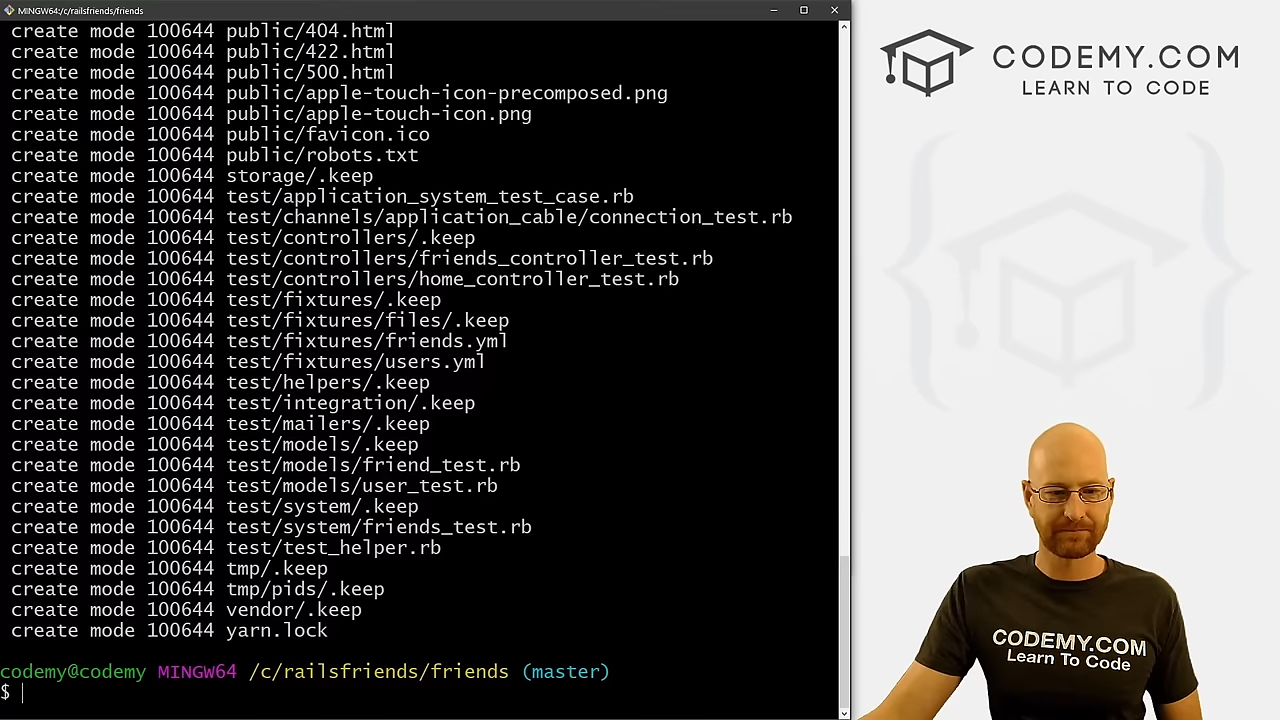 MINGW64:/c/railsfriends/friends
create mode 100644 public/404.html
create mode 100644 public/422.html
create mode 100644 public/500.html
create mode 100644 public/apple-touch-icon-precomposed.png
create mode 100644 public/apple-touch-icon.png
create mode 100644 public/favicon.ico
create mode 100644 public/robots.txt
create mode 100644 storage/.keep
create mode 100644 test/application_system_test_case.rb
create mode 100644 test/channels/application_cable/connection_test.rb
create mode 100644 test/controllers/.keep
create mode 100644 test/controllers/friends_controller_test.rb
create mode 100644 test/controllers/home_controller_test.rb
create mode 100644 test/fixtures/.keep
create mode 100644 test/fixtures/files/.keep
create mode 100644 test/fixtures/friends.yml
create mode 100644 test/fixtures/users.yml
create mode 100644 test/helpers/.keep
create mode 100644 test/integration/.keep
create mode 100644 test/mailers/.keep
create mode 100644 test/models/.keep
create mode 100644 test/models/friend_test.rb
create mode 100644 test/models/user_test.rb
create mode 100644 test/system/.keep
create mode 100644 test/system/friends_test.rb
create mode 100644 test/test_helper.rb
create mode 100644 tmp/.keep
create mode 100644 tmp/pids/.keep
create mode 100644 vendor/.keep
create mode 100644 yarn.lock
codemy@codemy MINGW64 /c/railsfriends/friends (master)
$
CODEMY.COM
LEARN TO CODE
CODEMY.COM
Learn To Code